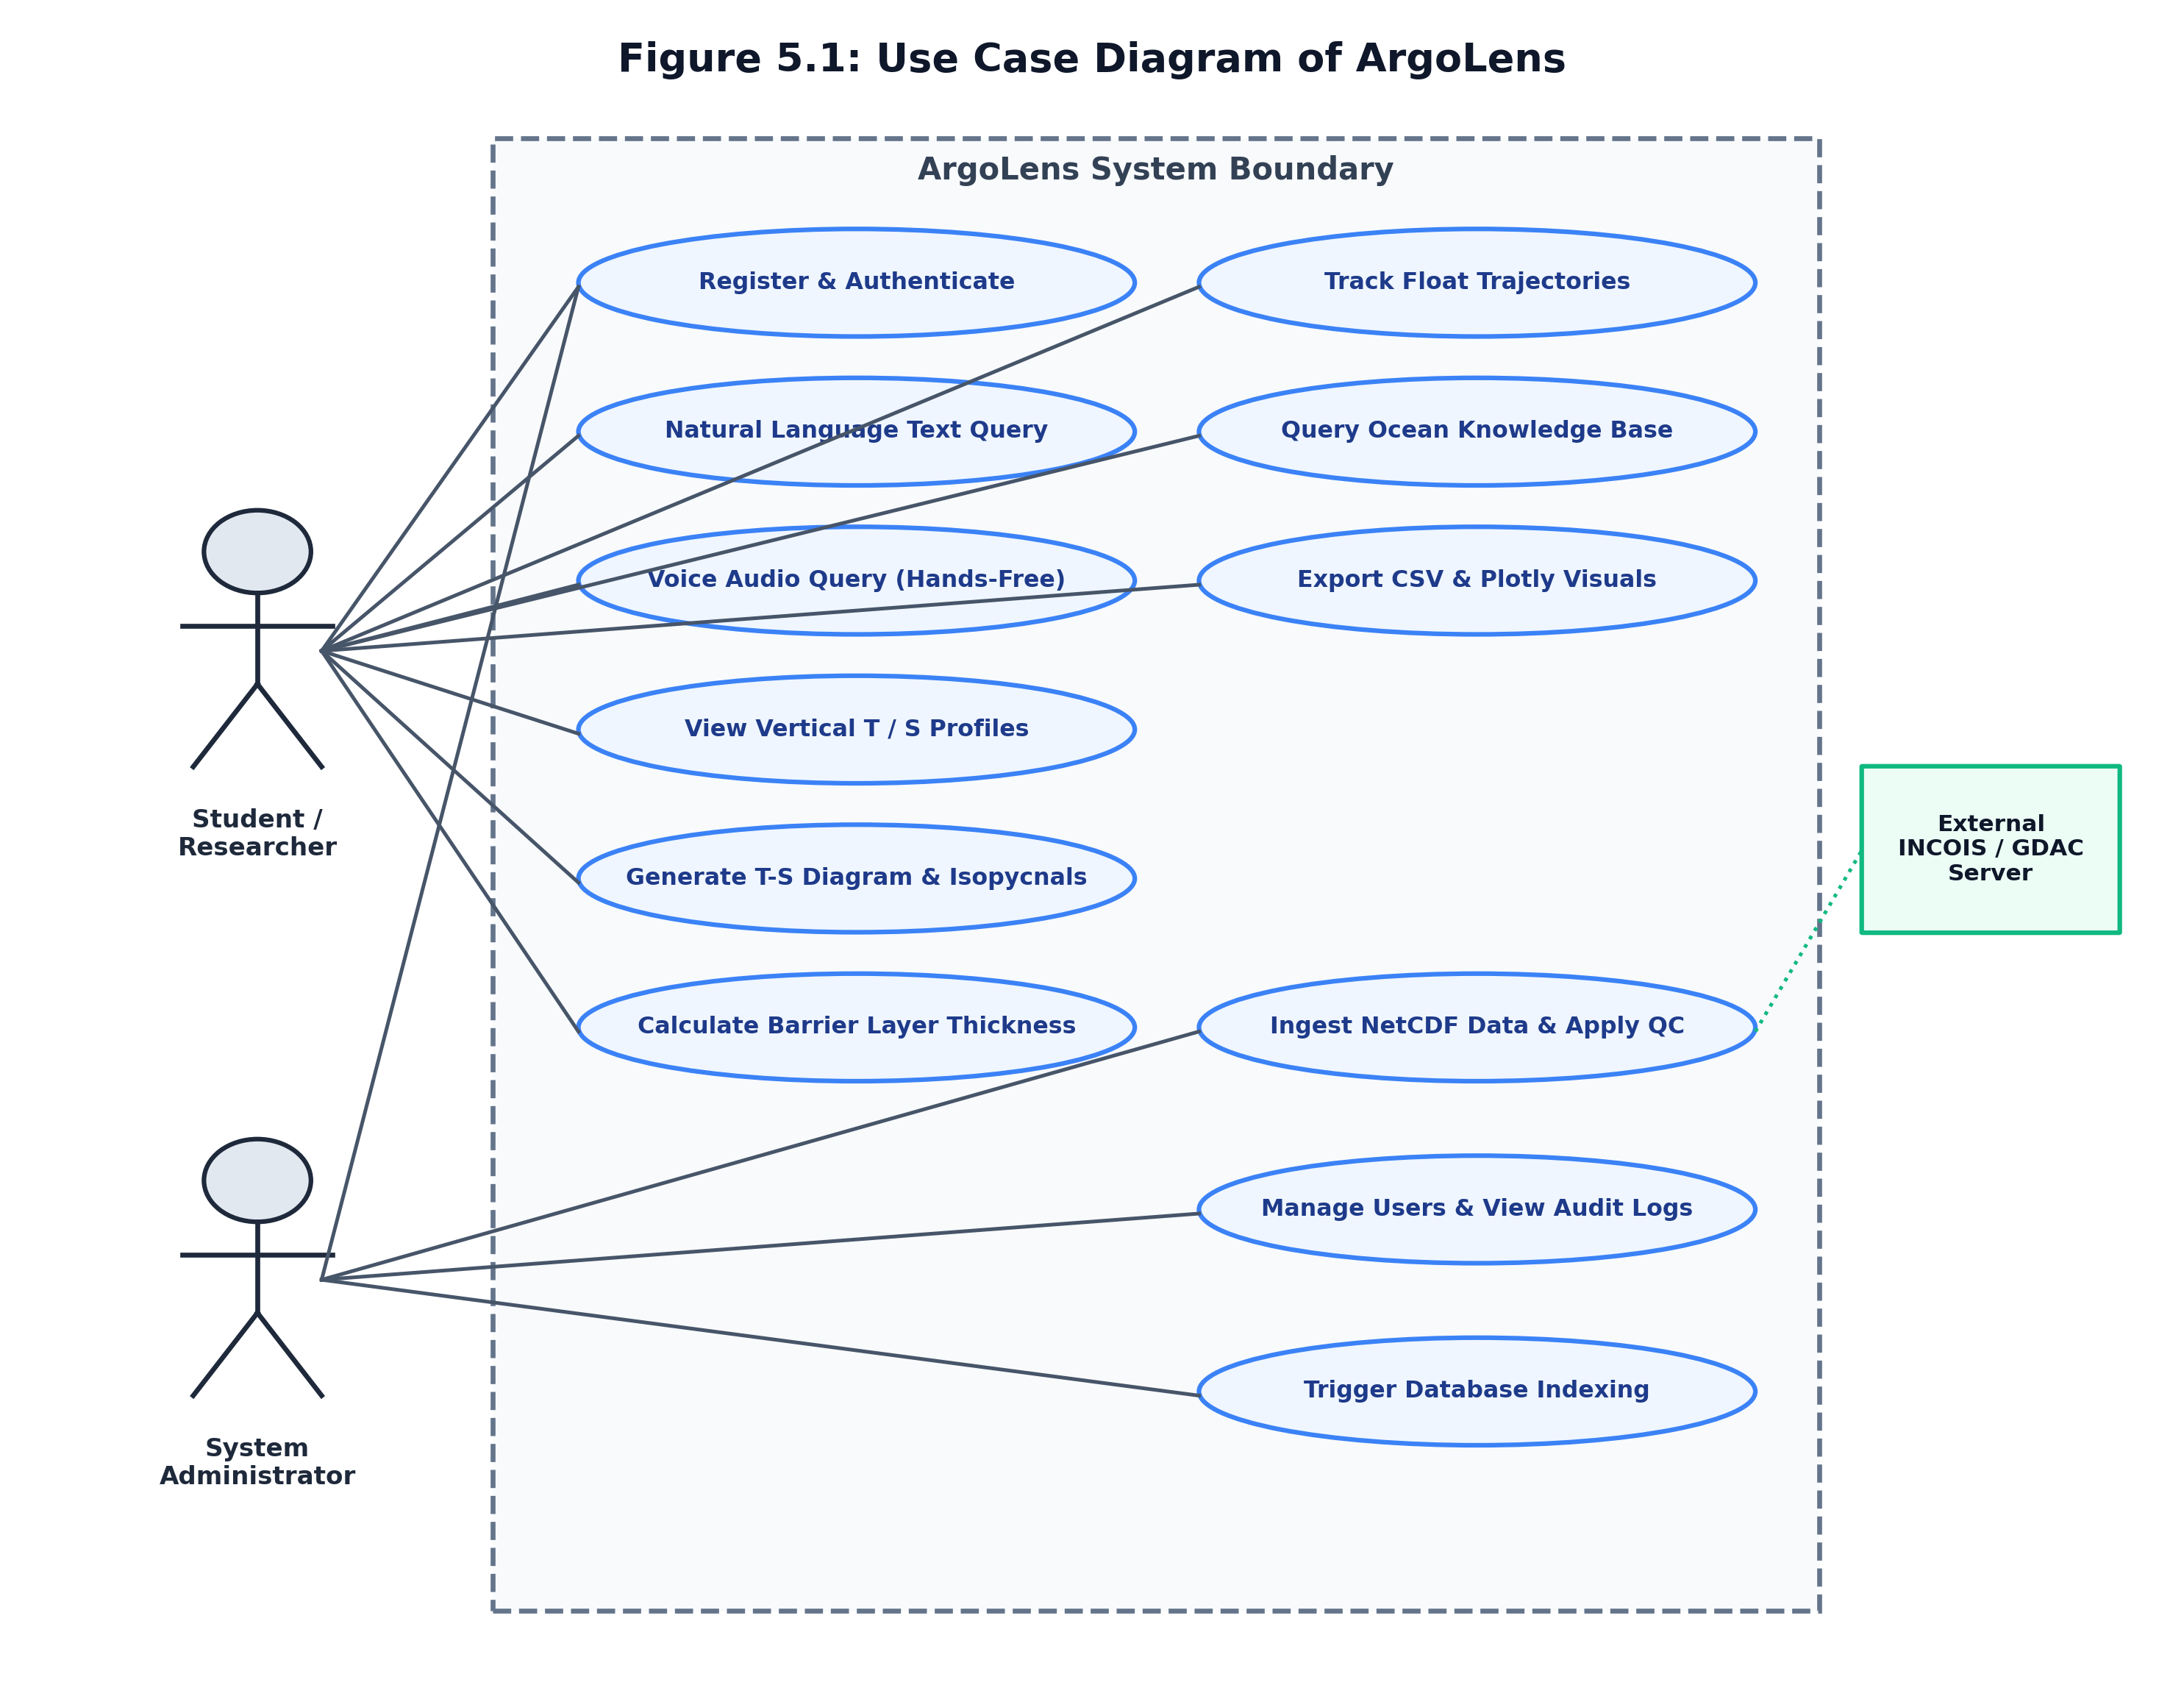 Figure 5.1: Use Case Diagram of ArgoLens
ArgoLens System Boundary
Register & Authenticate
Track Float Trajectories
Natural Language Text Query
Query Ocean Knowledge Base
Voice Audio Query (Hands-Free)
Export CSV & Plotly Visuals
View Vertical T / S Profiles
Student /
Researcher
External
INCOIS / GDAC
Server
Generate T-S Diagram & Isopycnals
Calculate Barrier Layer Thickness
Ingest NetCDF Data & Apply QC
Manage Users & View Audit Logs
Trigger Database Indexing
System
Administrator